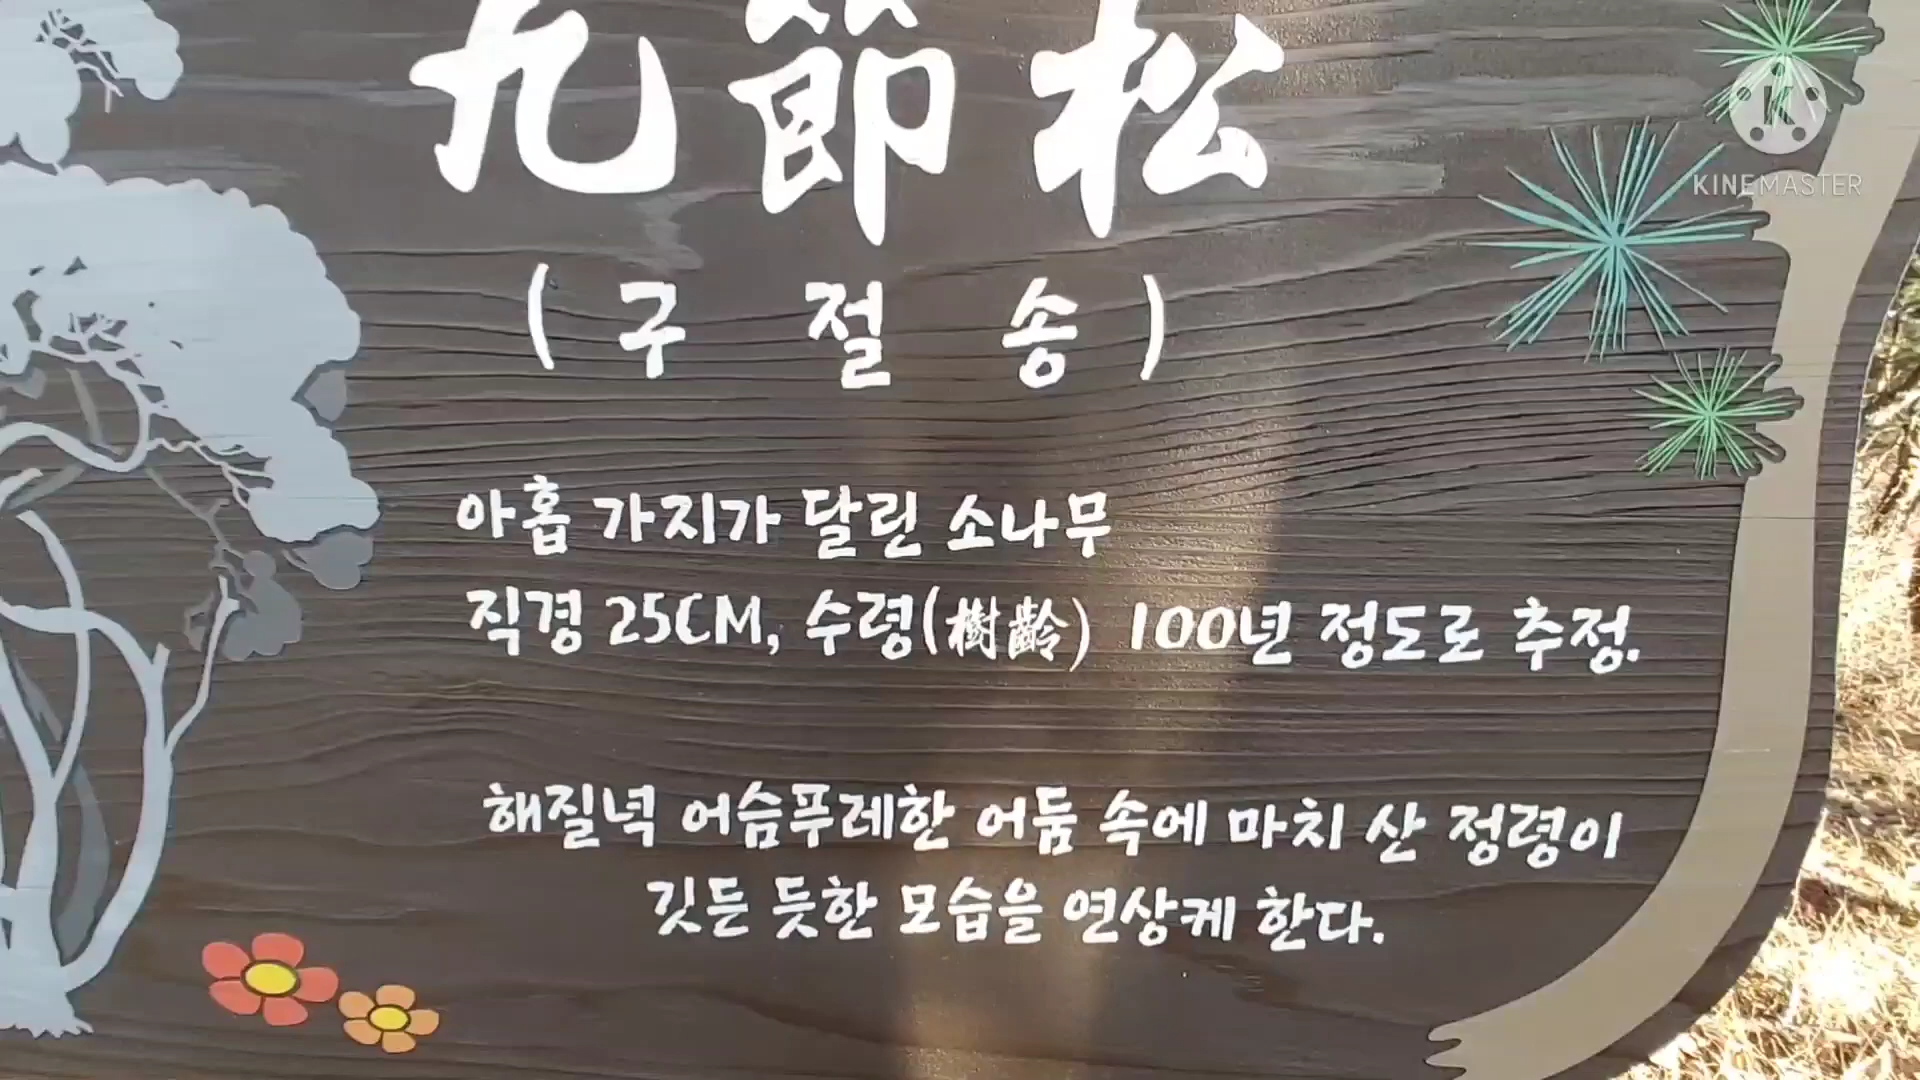 九節松
(구 절 송)
아홉 가지가 달린 소나무
직경 25CM, 수령(樹齡) 100년 정도로 추정.
해질녘 어슴푸레한 어둠 속에 마치 산 정령이
깃든 듯한 모습을 연상케 한다.
K
KINEMASTER